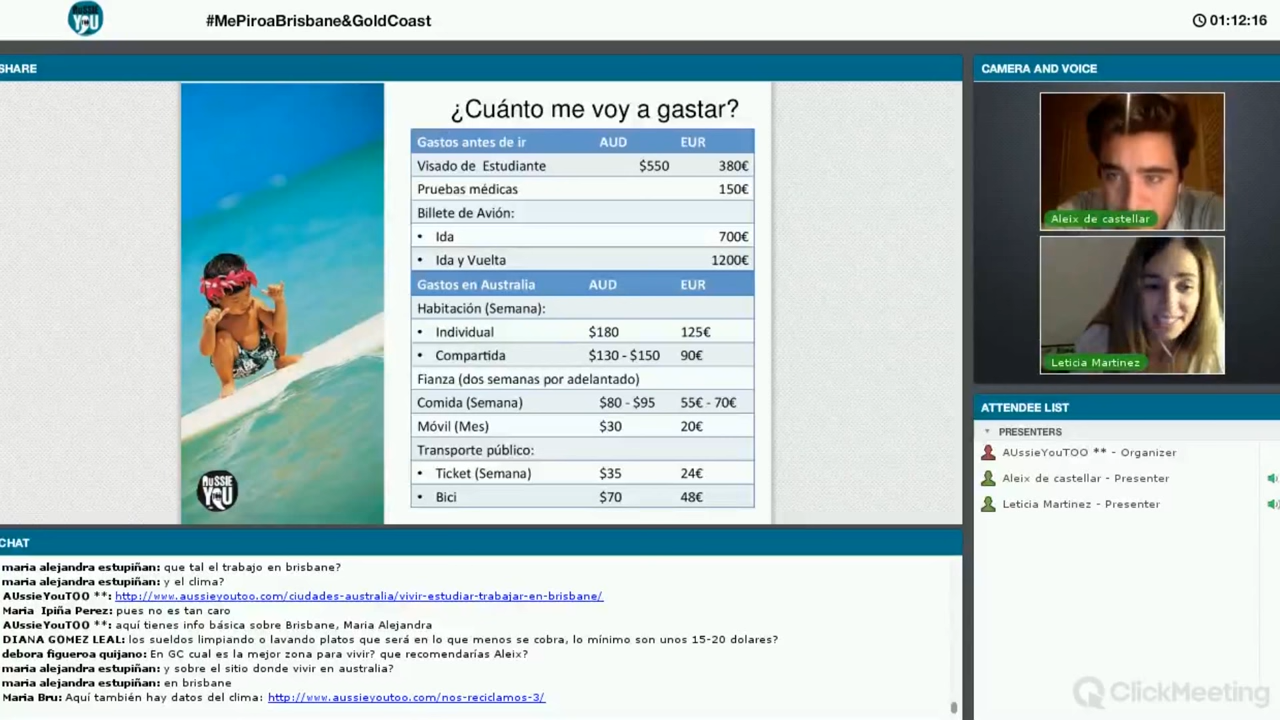 AUSSIE
YOU
#MePiroaBrisbane&GoldCoast
01:12:16
SHARE
¿Cuánto me voy a gastar?
Gastos antes de ir AUD EUR
Visado de Estudiante $550 380€
Pruebas médicas 150€
Billete de Avión:
• Ida 700€
• Ida y Vuelta 1200€
Gastos en Australia AUD EUR
Habitación (Semana):
• Individual $180 125€
• Compartida $130 - $150 90€
Fianza (dos semanas por adelantado)
Comida (Semana) $80 - $95 55€ - 70€
Móvil (Mes) $30 20€
Transporte público:
• Ticket (Semana) $35 24€
• Bici $70 48€
AUSSIE
YOU
CAMERA AND VOICE
Aleix de castellar
Leticia Martinez
ATTENDEE LIST
PRESENTERS
AUssieYouTOO ** - Organizer
Aleix de castellar - Presenter
Leticia Martinez - Presenter
CHAT
maria alejandra estupiñan: que tal el trabajo en brisbane?
maria alejandra estupiñan: y el clima?
AUssieYouTOO **: http://www.aussieyoutoo.com/ciudades-australia/vivir-estudiar-trabajar-en-brisbane/
Maria Ipiña Perez: pues no es tan caro
AUssieYouTOO **: aquí tienes info básica sobre Brisbane, Maria Alejandra
DIANA GOMEZ LEAL: los sueldos limpiando o lavando platos que será en lo que menos se cobra, lo mínimo son unos 15-20 dolares?
debora figueroa quijano: En GC cual es la mejor zona para vivir? que recomendarías Aleix?
maria alejandra estupiñan: y sobre el sitio donde vivir en australia?
maria alejandra estupiñan: en brisbane
Maria Bru: Aquí también hay datos del clima: http://www.aussieyoutoo.com/nos-reciclamos-3/
ClickMeeting